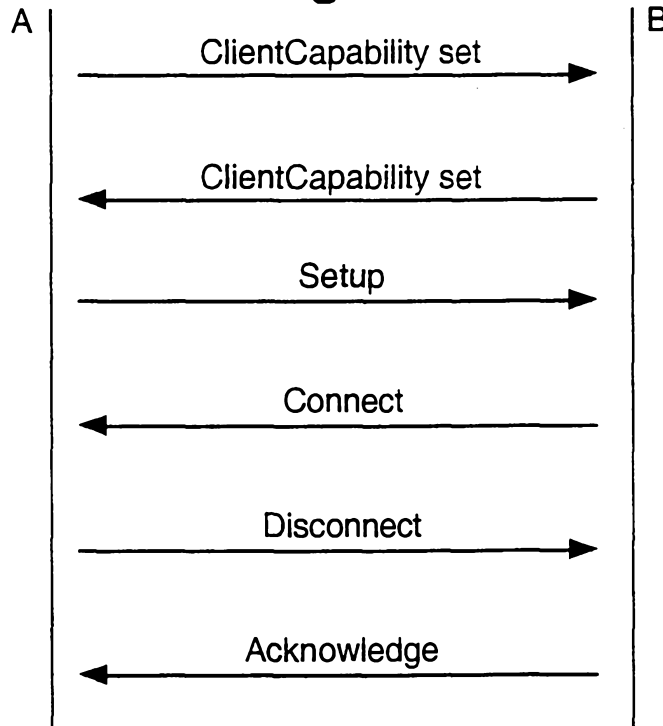 A
B
ClientCapability set
ClientCapability set
Setup
Connect
Disconnect
Acknowledge